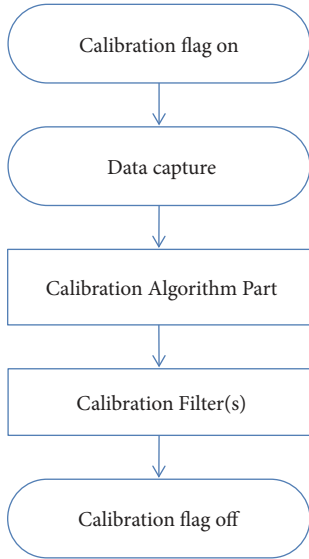 Calibration flag on
Data capture
Calibration Algorithm Part
Calibration Filter(s)
Calibration flag off